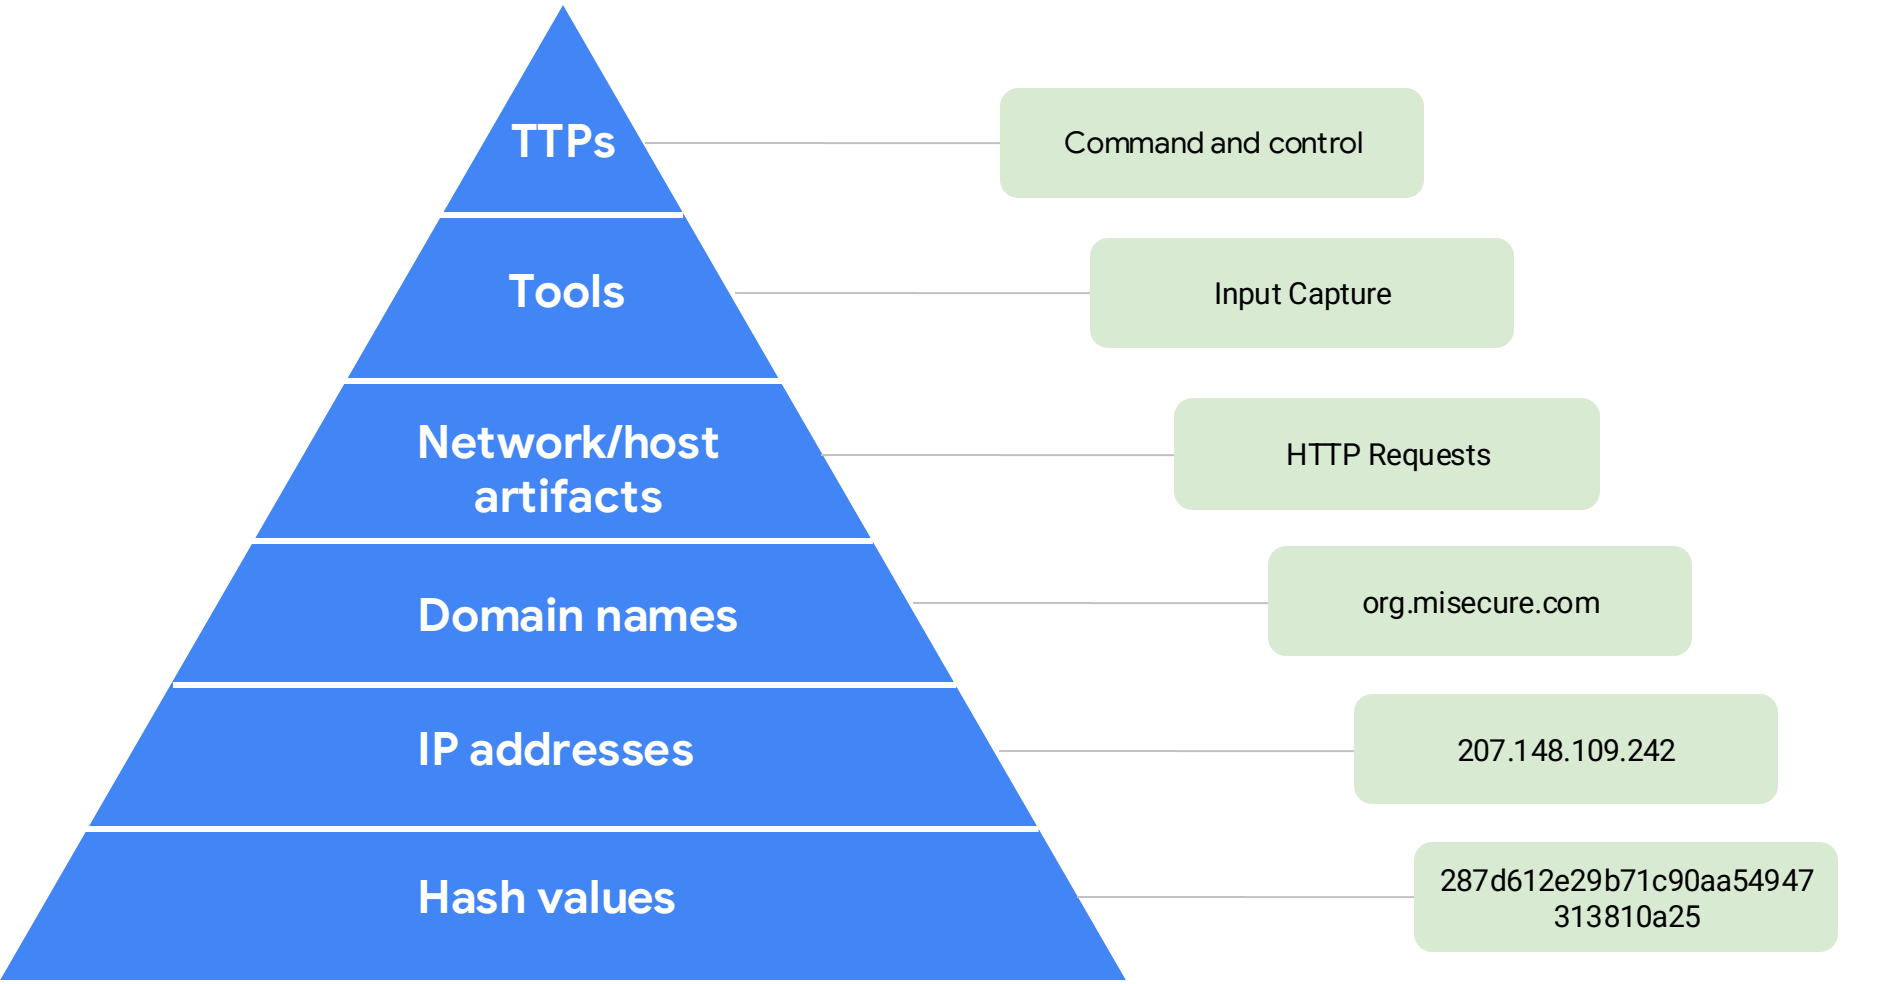 TTPs
Command and control
Tools
Input Capture
Network/host
artifacts
HTTP Requests
Domain names
org.misecure.com
IP addresses
207.148.109.242
Hash values
287d612e29b71c90aa54947
313810a25